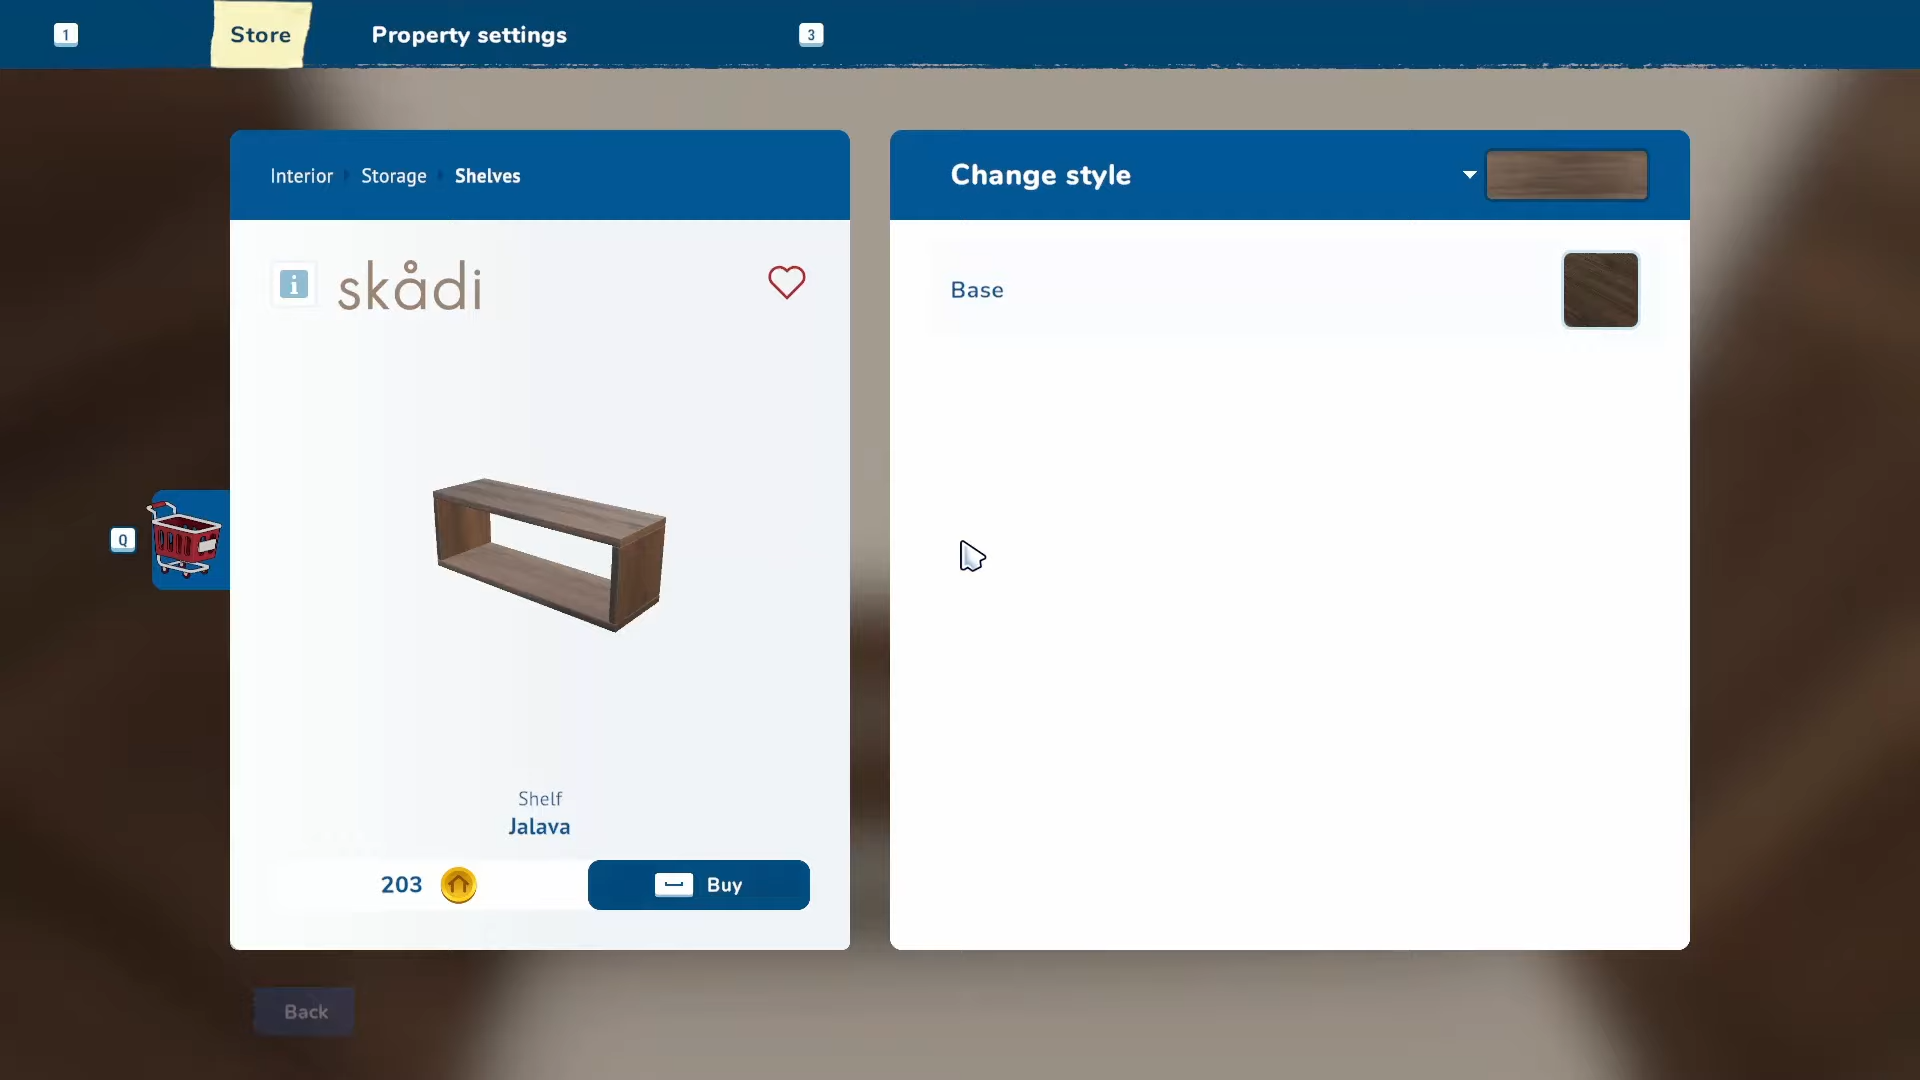 1
Store
Property settings
3
Interior Storage Shelves
Change style
i
skådi
Base
Q
Shelf
Jalava
203
Buy
Back